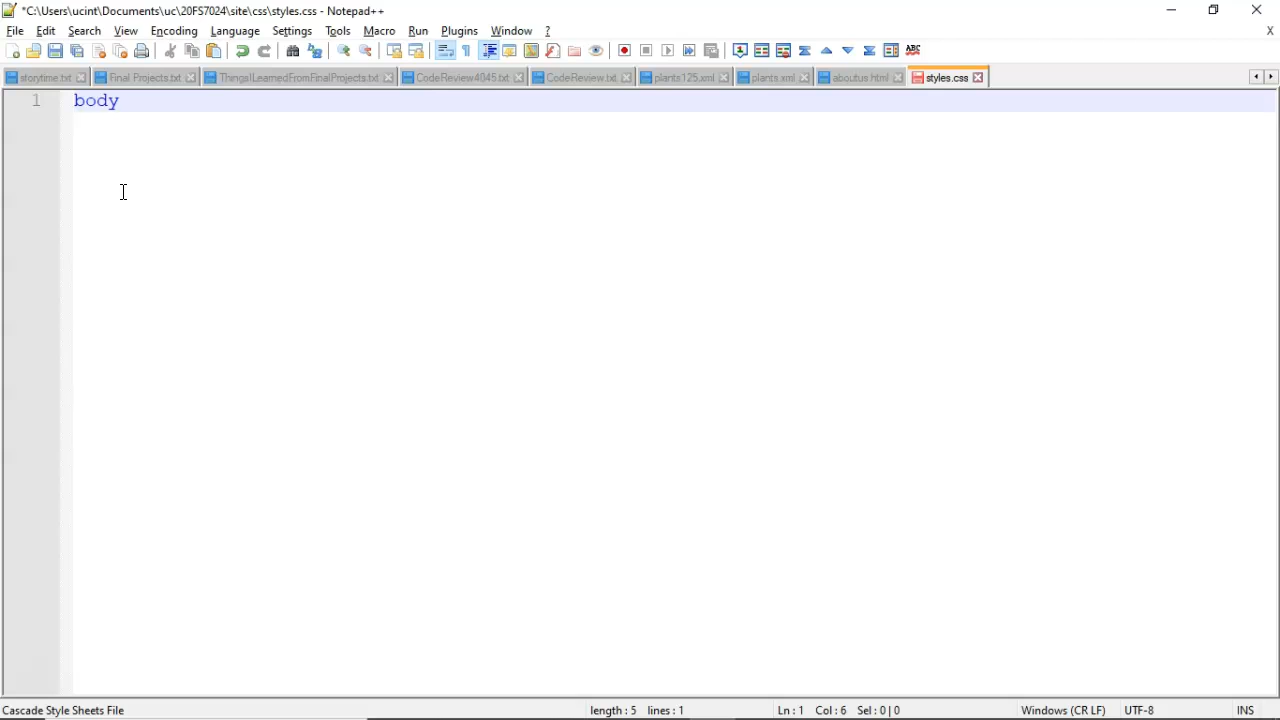 *C:\Users\ucint\Documents\uc\20FS7024\site\css\styles.css - Notepad++
File Edit Search View Encoding Language Settings Tools Macro Run Plugins Window ? X
storytime.txt Final Projects.txt ThingsILearnedFromFinalProjects.txt CodeReview4045.txt CodeReview.txt plants125.xml plants.xml aboutus.html styles.css
1 body
Cascade Style Sheets File length : 5 lines : 1 Ln : 1 Col : 6 Sel : 0 | 0 Windows (CR LF) UTF-8 INS